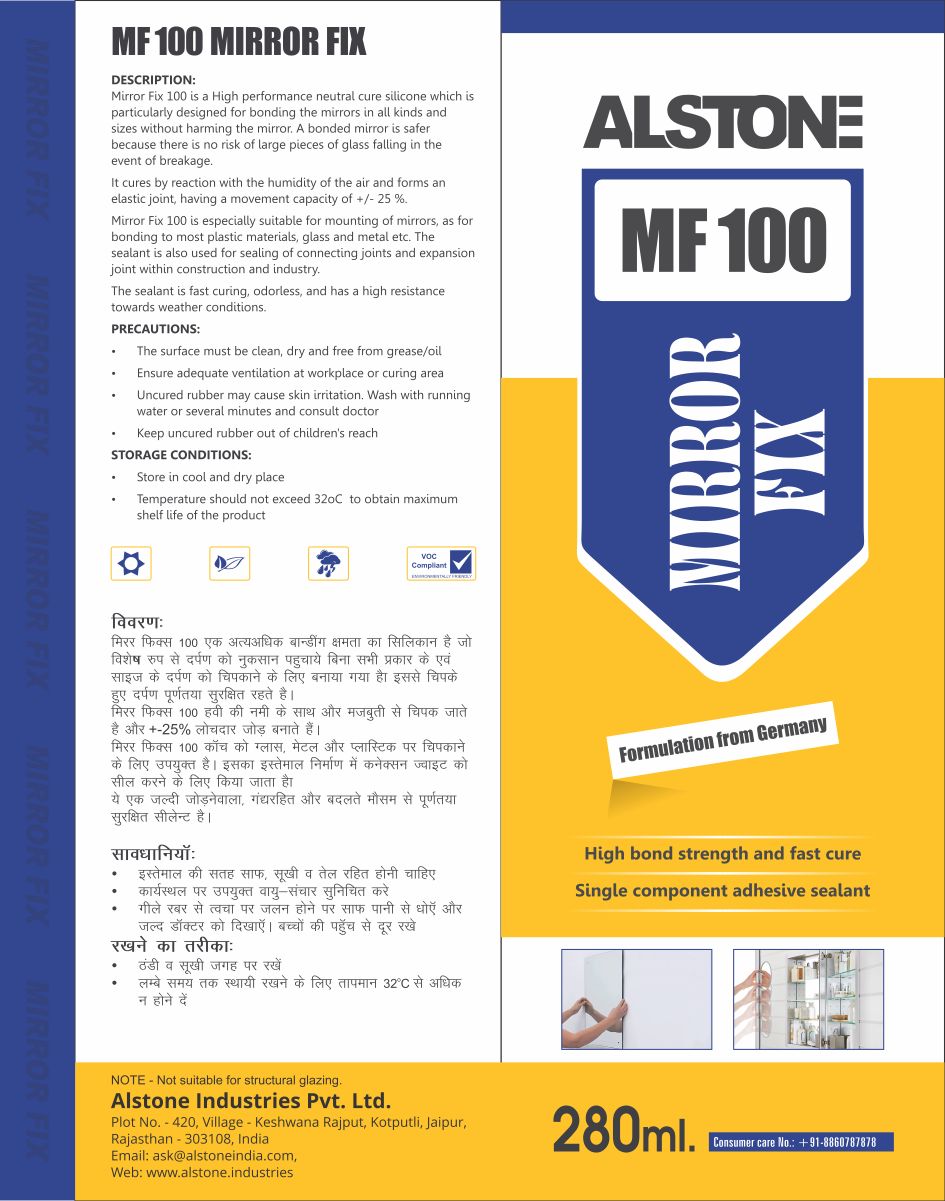 MIRROR FIX
MIRROR FIX
MIRROR FIX
MIRROR FIX
MIRROR FIX
MF 100 MIRROR FIX
DESCRIPTION:
Mirror Fix 100 is a High performance neutral cure silicone which is
particularly designed for bonding the mirrors in all kinds and
sizes without harming the mirror. A bonded mirror is safer
because there is no risk of large pieces of glass falling in the
event of breakage.
It cures by reaction with the humidity of the air and forms an
elastic joint, having a movement capacity of +/- 25 %.
Mirror Fix 100 is especially suitable for mounting of mirrors, as for
bonding to most plastic materials, glass and metal etc. The
sealant is also used for sealing of connecting joints and expansion
joint within construction and industry.
The sealant is fast curing, odorless, and has a high resistance
towards weather conditions.
PRECAUTIONS:
• The surface must be clean, dry and free from grease/oil
• Ensure adequate ventilation at workplace or curing area
• Uncured rubber may cause skin irritation. Wash with running
water or several minutes and consult doctor
• Keep uncured rubber out of children's reach
STORAGE CONDITIONS:
• Store in cool and dry place
• Temperature should not exceed 32oC to obtain maximum
shelf life of the product
VOC
Compliant
ENVIRONMENTALLY FRIENDLY
विवरणः
मिरर फिक्स 100 एक अत्यअधिक बान्डींग क्षमता का सिलिकान है जो
विशेष रुप से दर्पण को नुकसान पहुचाये बिना सभी प्रकार के एवं
साइज के दर्पण को चिपकाने के लिए बनाया गया है। इससे चिपके
हुए दर्पण पूर्णतया सुरक्षित रहते है।
मिरर फिक्स 100 हवी की नमी के साथ और मजबुती से चिपक जाते
है और +-25% लोचदार जोड़ बनाते हैं।
मिरर फिक्स 100 कॉच को ग्लास, मेटल और प्लास्टिक पर चिपकाने
के लिए उपयुक्त है। इसका इस्तेमाल निर्माण में कनेक्सन ज्वाइट को
सील करने के लिए किया जाता है।
ये एक जल्दी जोड़नेवाला, गंद्यरहित और बदलते मौसम से पूर्णतया
सुरक्षित सीलेन्ट है।
सावधानियॉः
• इस्तेमाल की सतह साफ, सूखी व तेल रहित होनी चाहिए
• कार्यस्थल पर उपयुक्त वायु–संचार सुनिचित करे
• गीले रबर से त्वचा पर जलन होने पर साफ पानी से धोएॅ और
जल्द डॉक्टर को दिखाऍ। बच्चों की पहुॅच से दूर रखे
रखने का तरीकाः
• ठंडी व सूखी जगह पर रखें
• लम्बे समय तक स्थायी रखने के लिए तापमान 32°C से अधिक
न होने दें
NOTE - Not suitable for structural glazing.
Alstone Industries Pvt. Ltd.
Plot No. - 420, Village - Keshwana Rajput, Kotputli, Jaipur,
Rajasthan - 303108, India
Email: ask@alstoneindia.com,
Web: www.alstone.industries
ALSTONE
MF 100
MIRROR
FIX
Formulation from Germany
High bond strength and fast cure
Single component adhesive sealant
280ml.
Consumer care No.: +91-8860787878